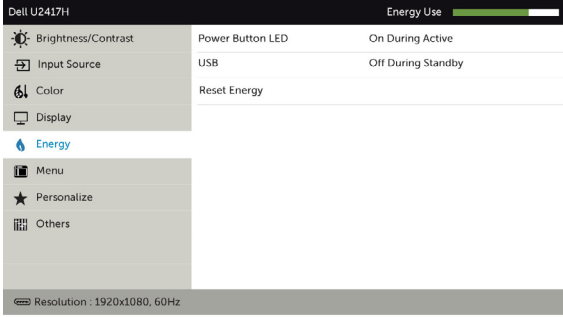 Dell U2417H Energy Use
Brightness/Contrast Power Button LED On During Active
Input Source USB Off During Standby
Color Reset Energy
Display
Energy
Menu
Personalize
Others
Resolution : 1920x1080, 60Hz